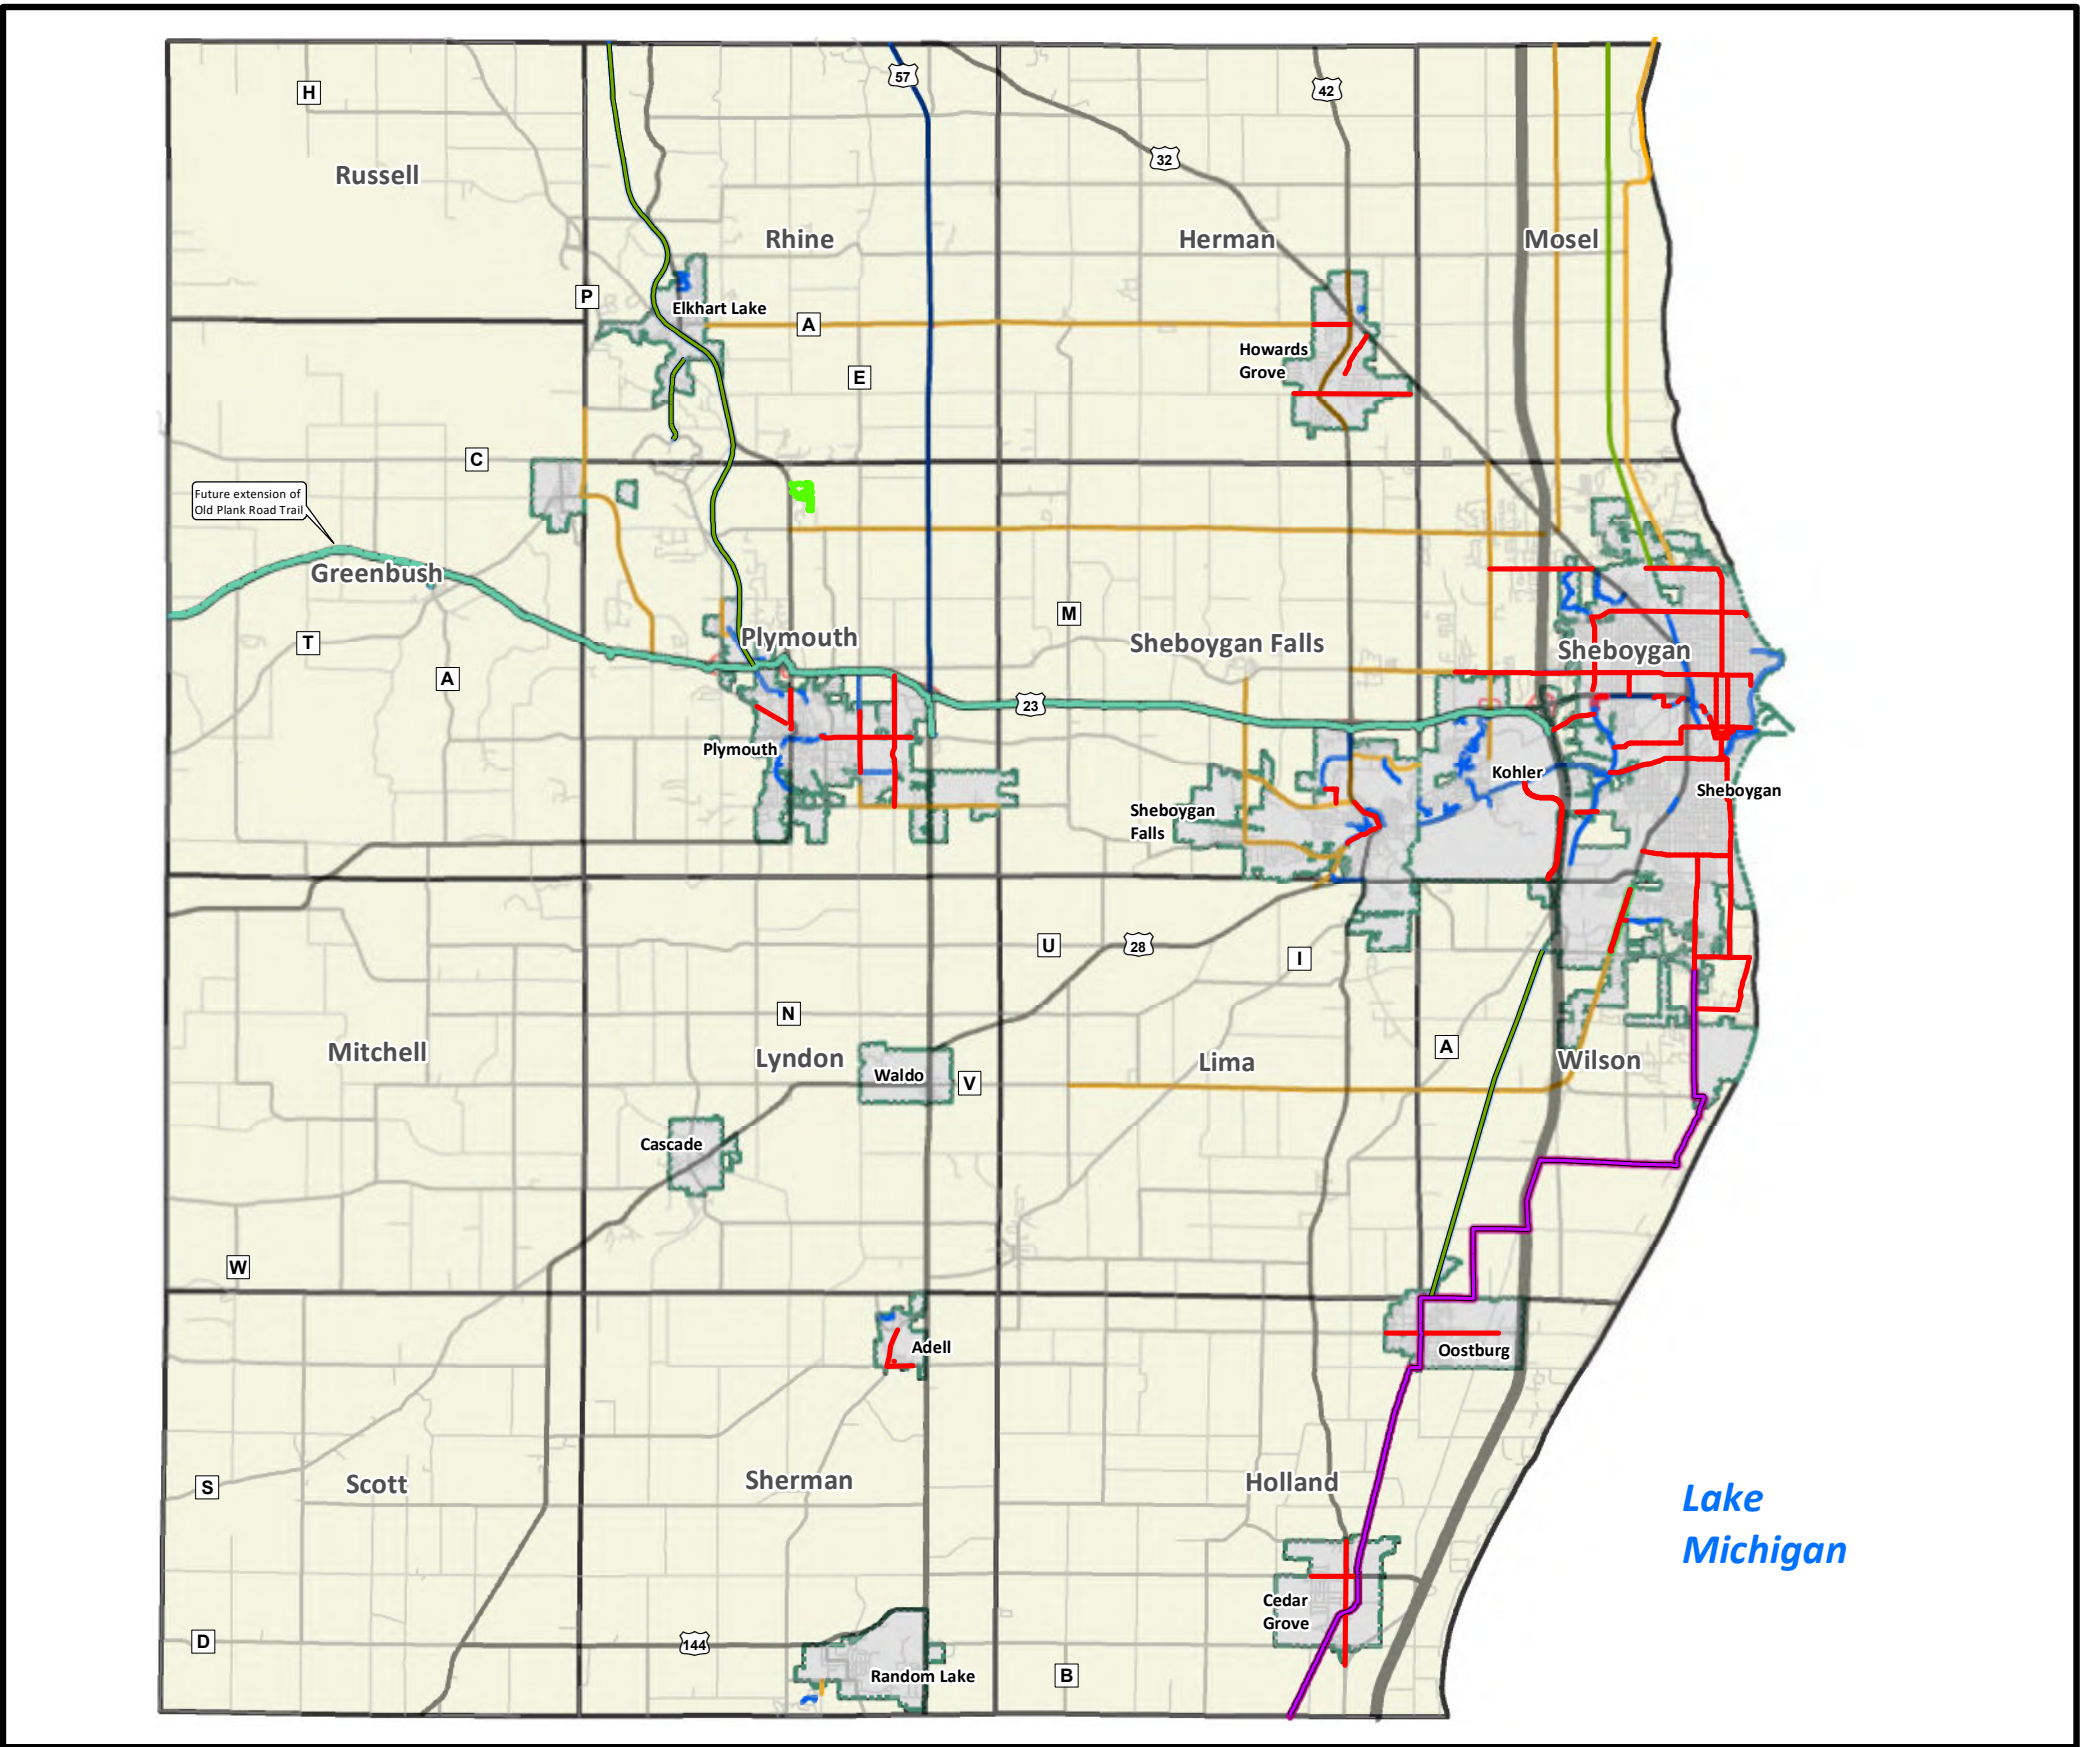 57
42
H
32
Russell
Rhine
Herman
Mosel
P
Elkhart Lake
A
Howards
Grove
E
C
Future extension of
Old Plank Road Trail
Greenbush
M
T
Plymouth
Sheboygan Falls
Sheboygan
A
23
Plymouth
Kohler
Sheboygan
Sheboygan
Falls
U
28
I
N
Mitchell
Lyndon
Lima
A
Wilson
Waldo
V
Cascade
W
Adell
Oostburg
Scott
Sherman
Holland
S
Lake
Michigan
Cedar
Grove
D
144
Random Lake
B